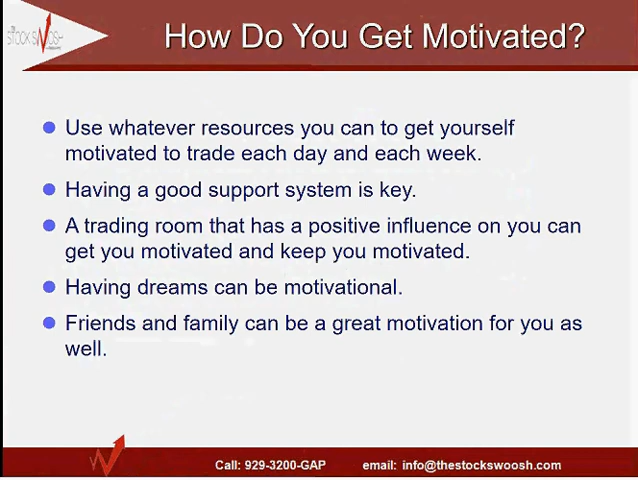 How Do You Get Motivated?
Use whatever resources you can to get yourself
motivated to trade each day and each week.
Having a good support system is key.
A trading room that has a positive influence on you can
get you motivated and keep you motivated.
Having dreams can be motivational.
Friends and family can be a great motivation for you as
well.
Call: 929-3200-GAP email: info@thestockswoosh.com